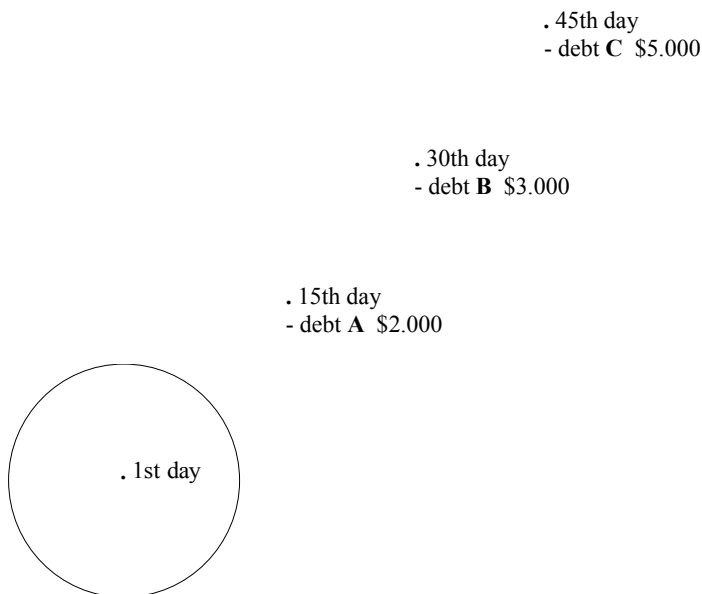 . 45th day
- debt C $5.000
. 30th day
- debt B $3.000
. 15th day
- debt A $2.000
. 1st day